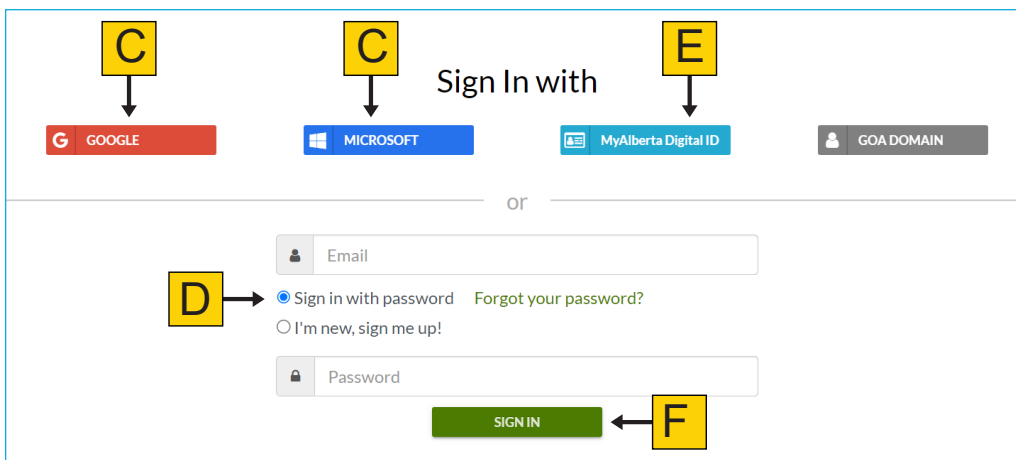 C C E
Sign In with
G GOOGLE MICROSOFT MyAlberta Digital ID GOA DOMAIN
or
Email
D Sign in with password Forgot your password?
I'm new, sign me up!
Password
SIGN IN F